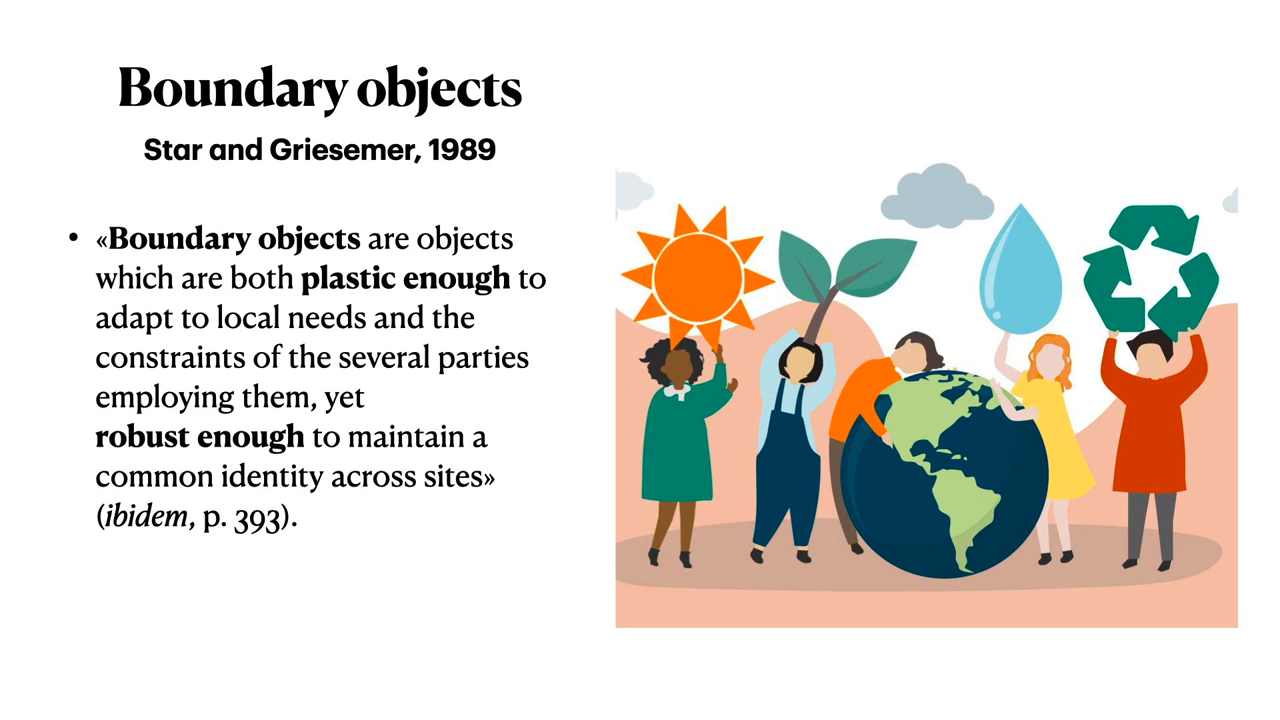 Boundary objects
Star and Griesemer, 1989
• «Boundary objects are objects
which are both plastic enough to
adapt to local needs and the
constraints of the several parties
employing them, yet
robust enough to maintain a
common identity across sites»
(ibidem, p. 393).